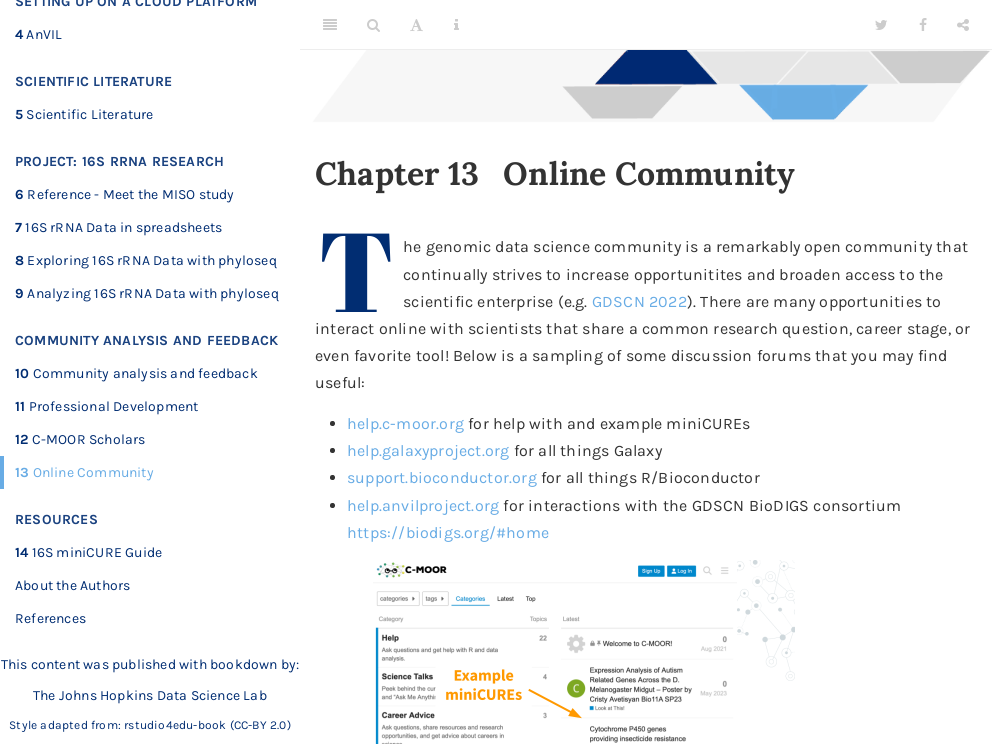 SETTING UP ON A CLOUD PLATFORM
4 AnVIL
SCIENTIFIC LITERATURE
5 Scientific Literature
PROJECT: 16S RRNA RESEARCH
6 Reference - Meet the MISO study
7 16S rRNA Data in spreadsheets
8 Exploring 16S rRNA Data with phyloseq
9 Analyzing 16S rRNA Data with phyloseq
COMMUNITY ANALYSIS AND FEEDBACK
10 Community analysis and feedback
11 Professional Development
12 C-MOOR Scholars
13 Online Community
RESOURCES
14 16S miniCURE Guide
About the Authors
References
This content was published with bookdown by:
The Johns Hopkins Data Science Lab
Style adapted from: rstudio4edu-book (CC-BY 2.0)
Chapter 13 Online Community
The genomic data science community is a remarkably open community that
continually strives to increase opportunitites and broaden access to the
scientific enterprise (e.g. GDSCN 2022). There are many opportunities to
interact online with scientists that share a common research question, career stage, or
even favorite tool! Below is a sampling of some discussion forums that you may find
useful:
help.c-moor.org for help with and example miniCUREs
help.galaxyproject.org for all things Galaxy
support.bioconductor.org for all things R/Bioconductor
help.anvilproject.org for interactions with the GDSCN BioDIGS consortium
https://biodigs.org/#home
C-MOOR
Sign Up
Log In
categories
tags
Categories
Latest
Top
Category
Topics
Latest
Help
22
Ask questions and get help with R and data
analysis.
Science Talks
4
Peek behind the cur
and "Ask Me Anythi
Career Advice
3
Ask questions, share resources and research
opportunities, and get advice about careers in
Example
miniCUREs
Welcome to C-MOOR!
0
Aug 2021
C
Expression Analysis of Autism
Related Genes Across the D.
Melanogaster Midgut – Poster by
Cristy Avetisyan Bio11A SP23
Look at This!
0
May 2023
Cytochrome P450 genes
providing insecticide resistance